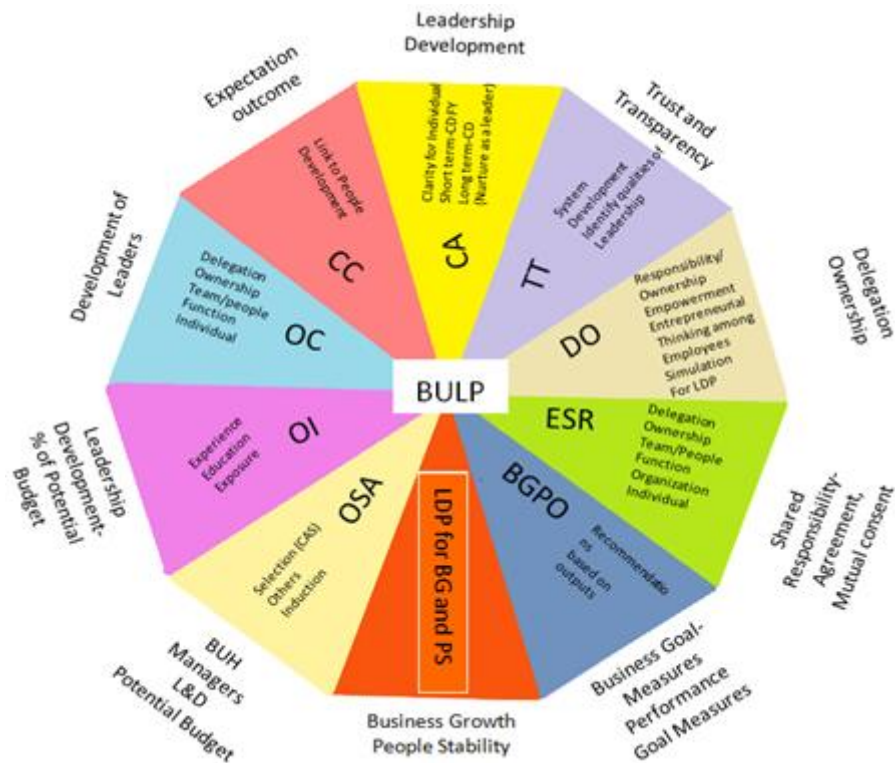 Leadership
Development
Clarity for Individual
Short term-CD FY
Long term-CD
(Nurture as a leader)
CA
Trust and
Transparency
System
Development
Identify qualities of
Leadership
TT
Delegation
Ownership
Responsibility/
Ownership
Empowerment
Entrepreneurial
Thinking among
Employees
Simulation
For LDP
DO
Shared
Responsibility-
Agreement,
Mutual consent
Delegation
Ownership
Team/People
Function
Organization
Individual
ESR
Business Goal-
Measures
Performance
Goal Measures
Recommendatio
ns
based on
outputs
BGPO
Business Growth
People Stability
LDP for BG and PS
BUH
Managers
L&D
Potential Budget
Selection (CAS)
Others
Induction
OSA
Leadership
Development-
% of Potential
Budget
Experience
Education
Exposure
OI
Development of
Leaders
Delegation
Ownership
Team/people
Function
Individual
OC
Expectation
outcome
Link to People
Development
CC
BULP